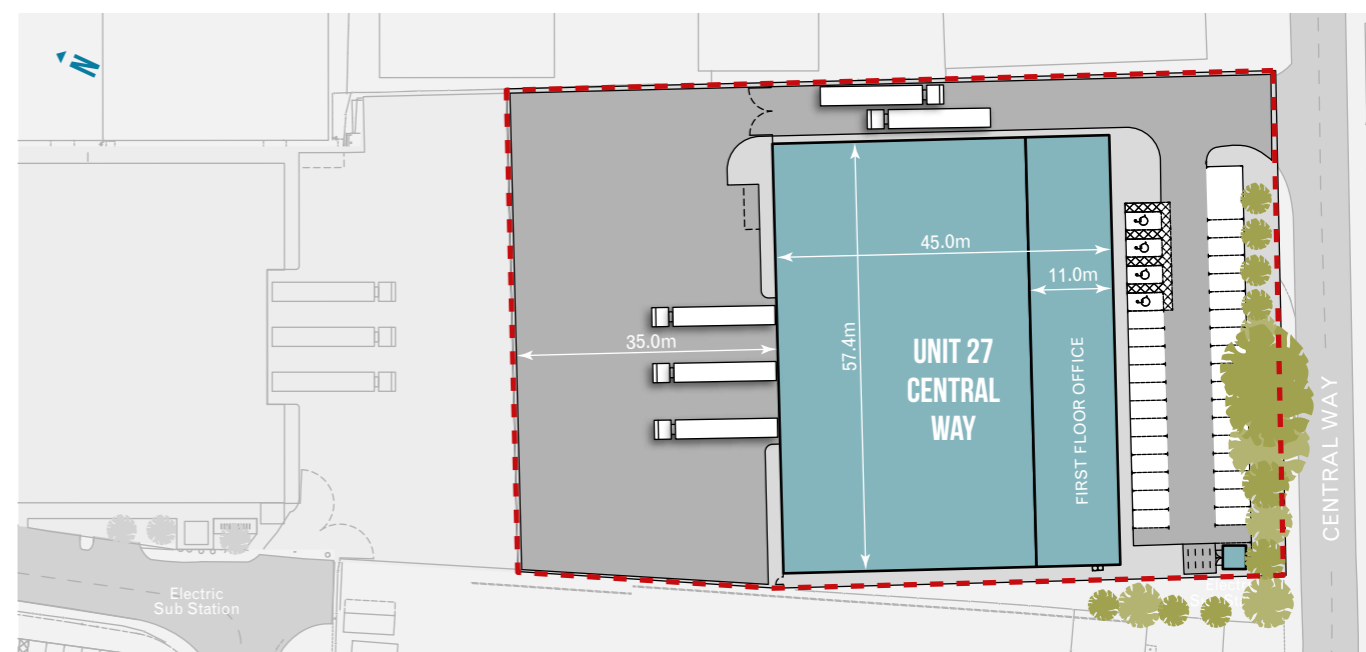 N
45.0m
11.0m
35.0m
57.4m
UNIT 27
CENTRAL
WAY
FIRST FLOOR OFFICE
CENTRAL WAY
Electric
Sub Station